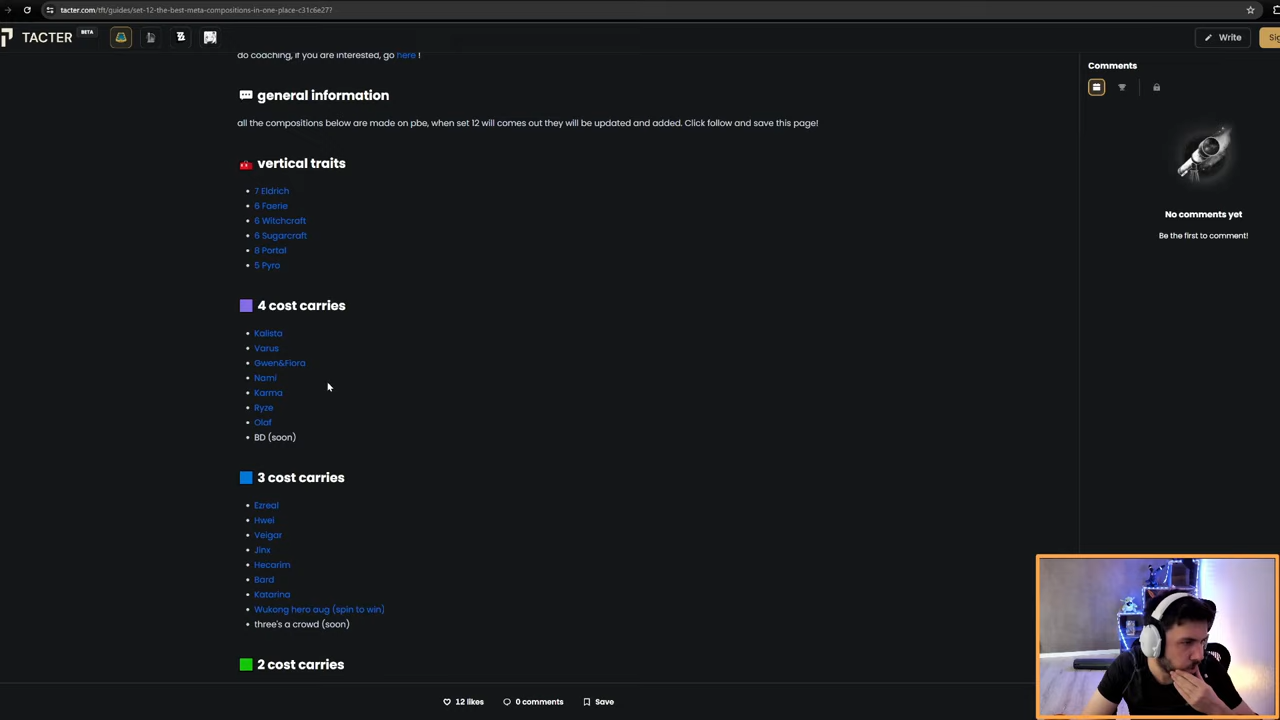 tacter.com/tft/guides/set-12-the-best-meta-compositions-in-one-place-c31c6e27?
TACTER BETA
Write
do coaching, if you are interested, go here !
general information
all the compositions below are made on pbe, when set 12 will comes out they will be updated and added. Click follow and save this page!
vertical traits
7 Eldrich
6 Faerie
6 Witchcraft
6 Sugarcraft
8 Portal
5 Pyro
4 cost carries
Kalista
Varus
Gwen&Fiora
Nami
Karma
Ryze
Olaf
BD (soon)
3 cost carries
Ezreal
Hwei
Veigar
Jinx
Hecarim
Bard
Katarina
Wukong hero aug (spin to win)
three's a crowd (soon)
2 cost carries
12 likes
0 comments
Save
Comments
No comments yet
Be the first to comment!